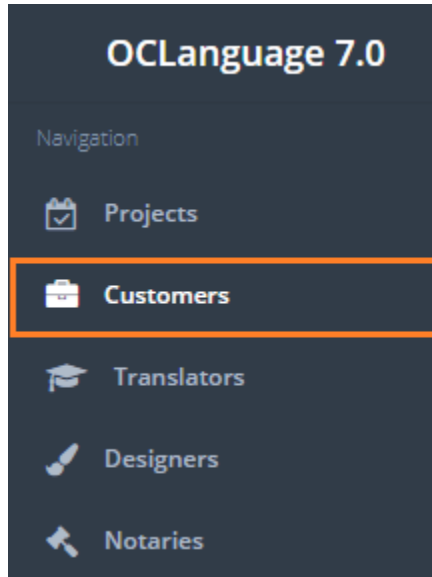 OCLanguage 7.0
Navigation
Projects
Customers
Translators
Designers
Notaries